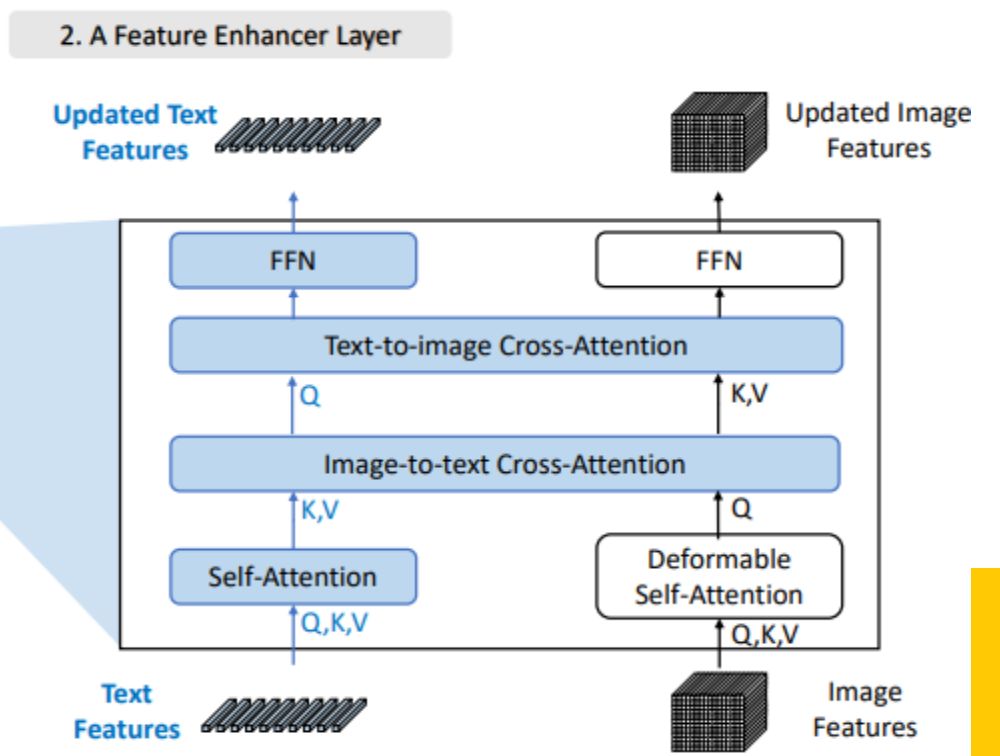 2. A Feature Enhancer Layer
Updated Text
Features
Updated Image
Features
FFN
FFN
Text-to-image Cross-Attention
Q
K,V
Image-to-text Cross-Attention
K,V
Q
Self-Attention
Deformable
Self-Attention
Q,K,V
Q,K,V
Text
Features
Image
Features